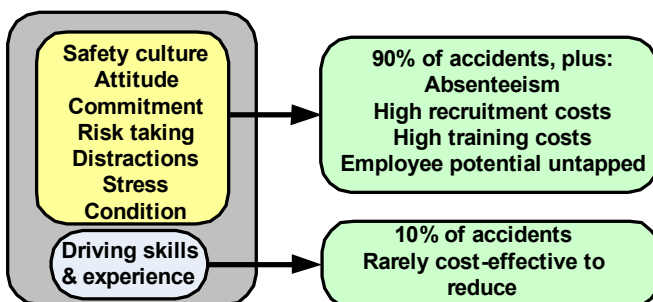 Safety culture
Attitude
Commitment
Risk taking
Distractions
Stress
Condition
Driving skills
& experience
90% of accidents, plus:
Absenteeism
High recruitment costs
High training costs
Employee potential untapped
10% of accidents
Rarely cost-effective to
reduce